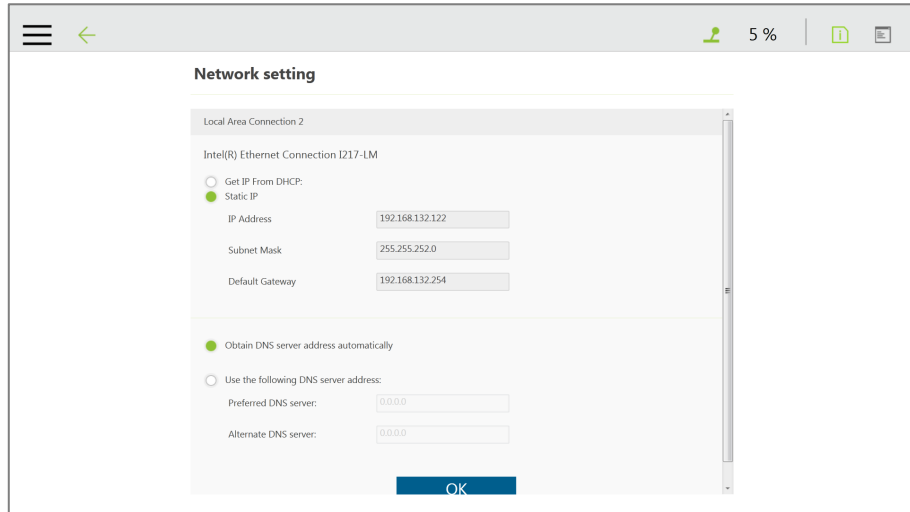 5 %
Network setting
Local Area Connection 2
Intel(R) Ethernet Connection I217-LM
Get IP From DHCP:
Static IP
IP Address 192.168.132.122
Subnet Mask 255.255.252.0
Default Gateway 192.168.132.254
Obtain DNS server address automatically
Use the following DNS server address:
Preferred DNS server: 0.0.0.0
Alternate DNS server: 0.0.0.0
OK